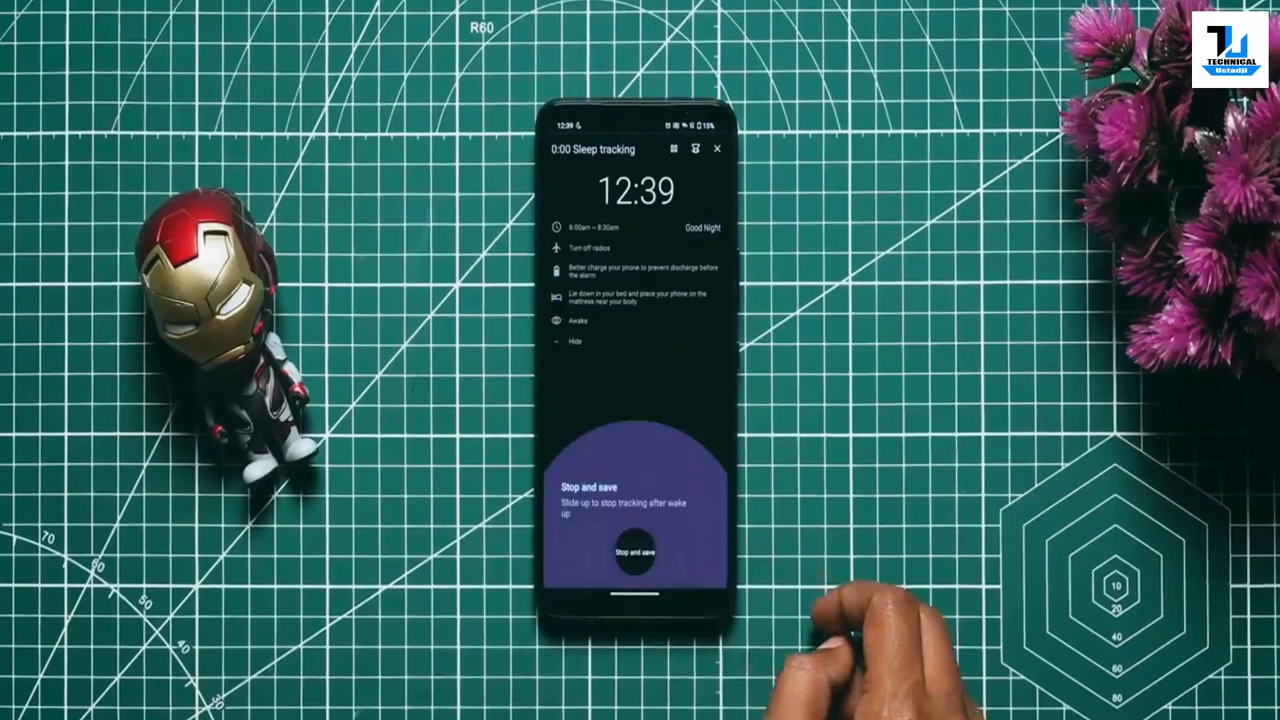 R60
TECHNICAL
Ustadji
12:39
15%
0:00 Sleep tracking
12:39
8:00am ~ 8:30am
Good Night
Turn off radios
Better charge your phone to prevent discharge before
the alarm
Lie down in your bed and place your phone on the
mattress near your body
Awake
Hide
Stop and save
Slide up to stop tracking after wake
up
Stop and save
70
60
50
40
30
10
20
40
60
80